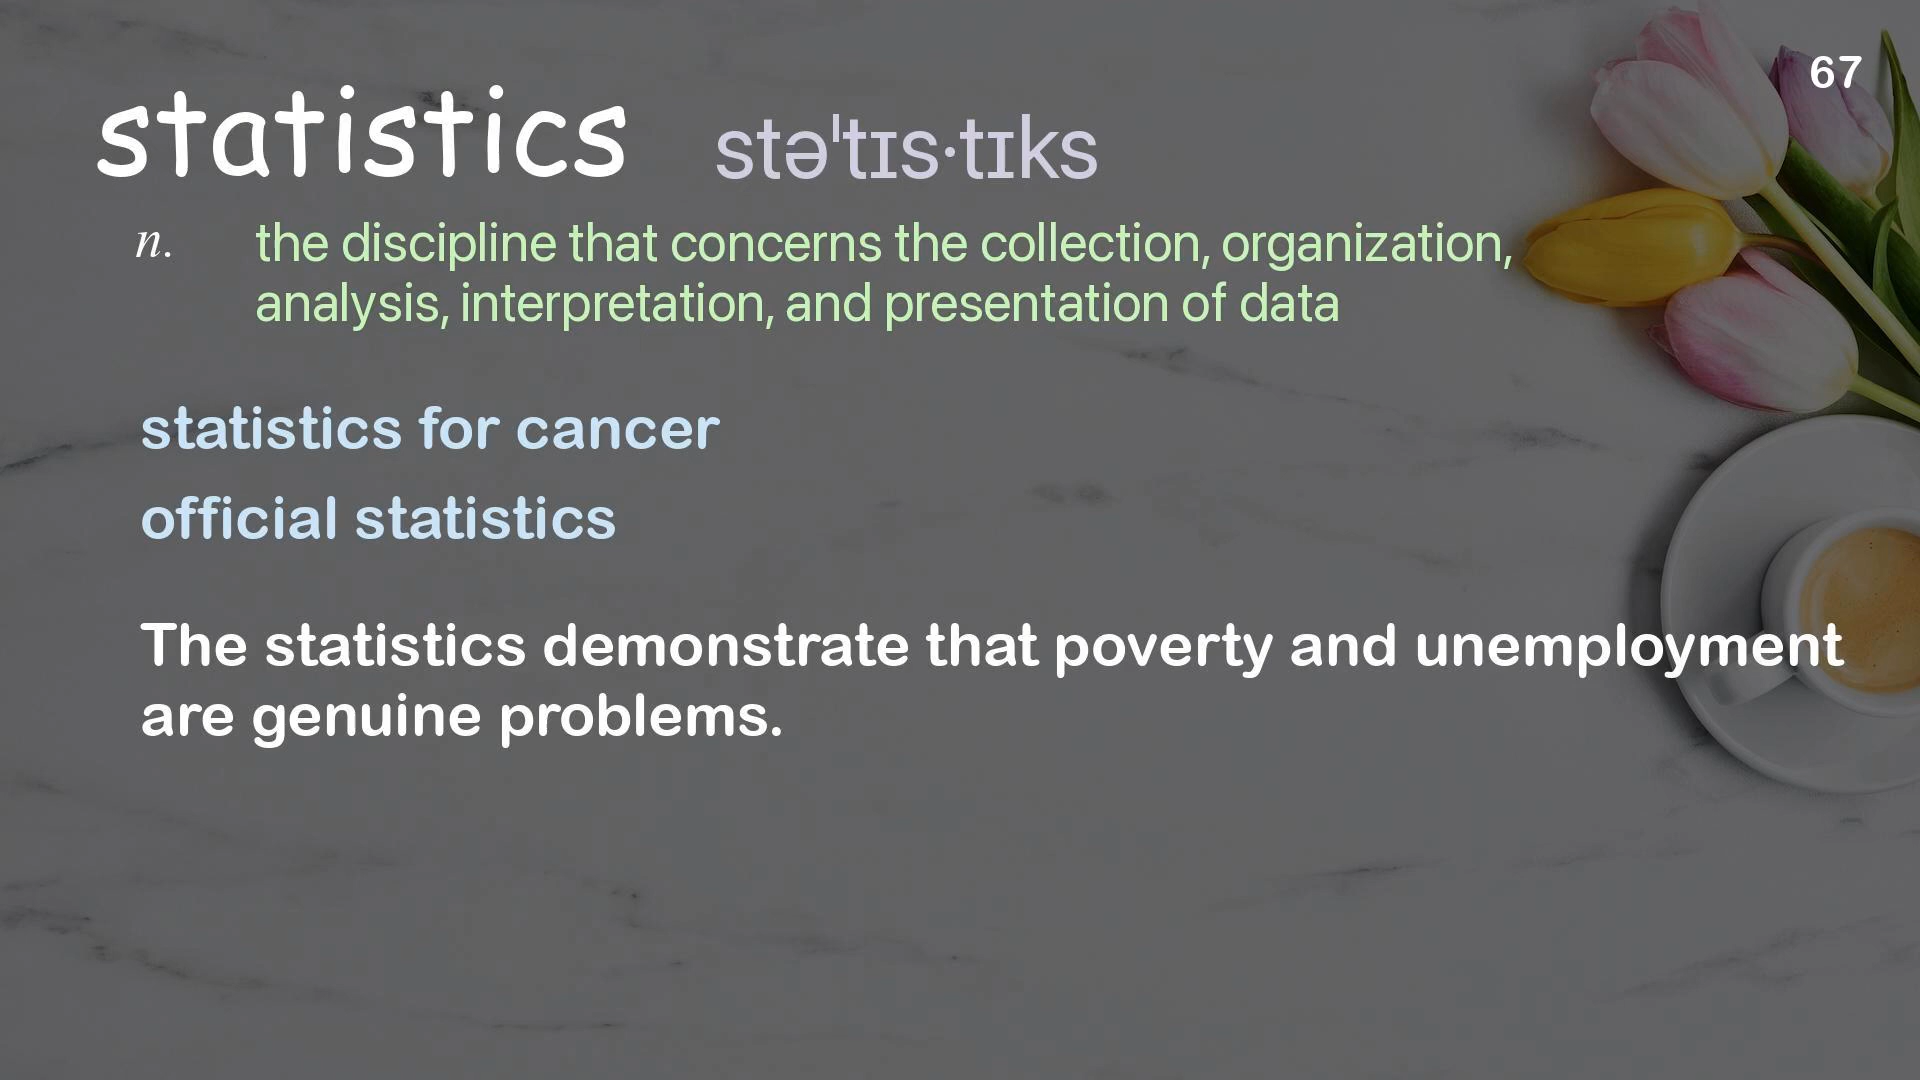 67
statistics stəˈtɪs·tɪks
n. the discipline that concerns the collection, organization,
analysis, interpretation, and presentation of data
statistics for cancer
official statistics
The statistics demonstrate that poverty and unemployment
are genuine problems.